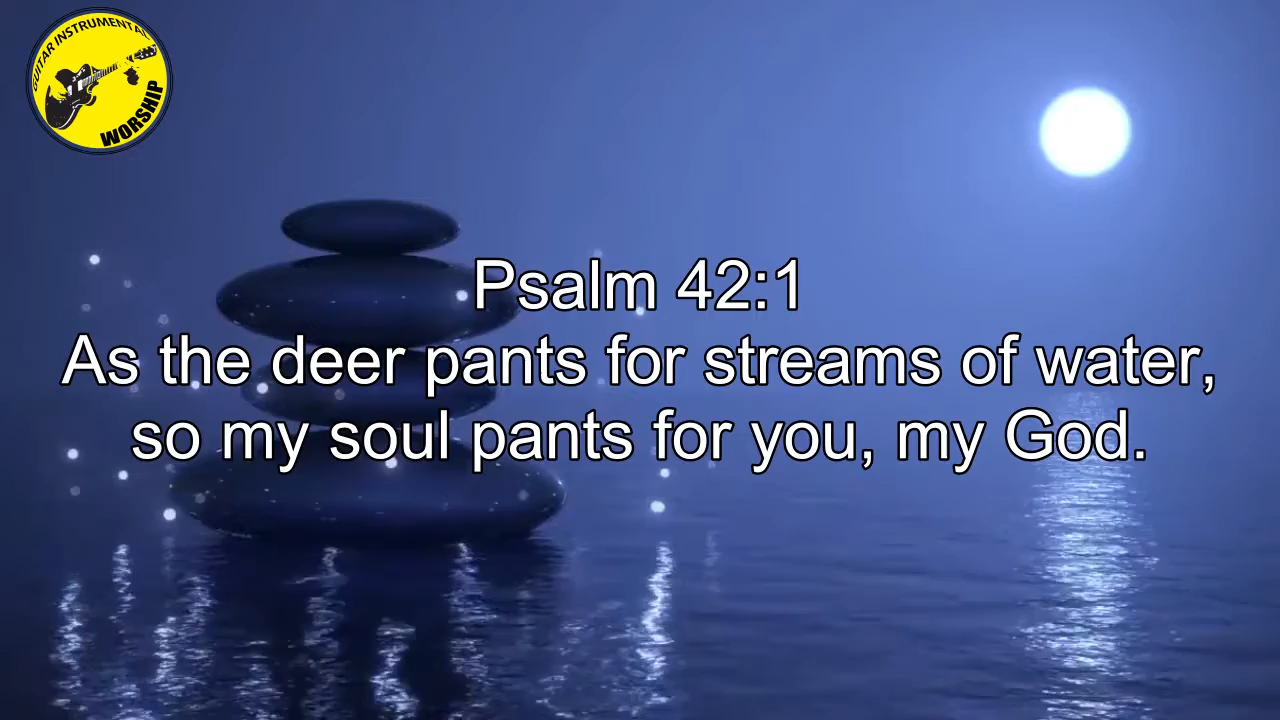 GUITAR INSTRUMENTAL
WORSHIP
Psalm 42:1
As the deer pants for streams of water,
so my soul pants for you, my God.